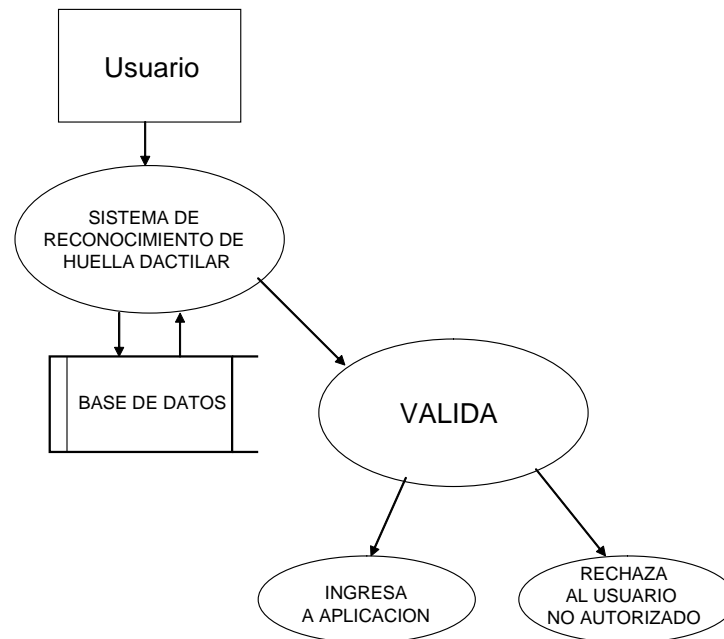 Usuario
SISTEMA DE
RECONOCIMIENTO DE
HUELLA DACTILAR
BASE DE DATOS
VALIDA
INGRESA
A APLICACION
RECHAZA
AL USUARIO
NO AUTORIZADO